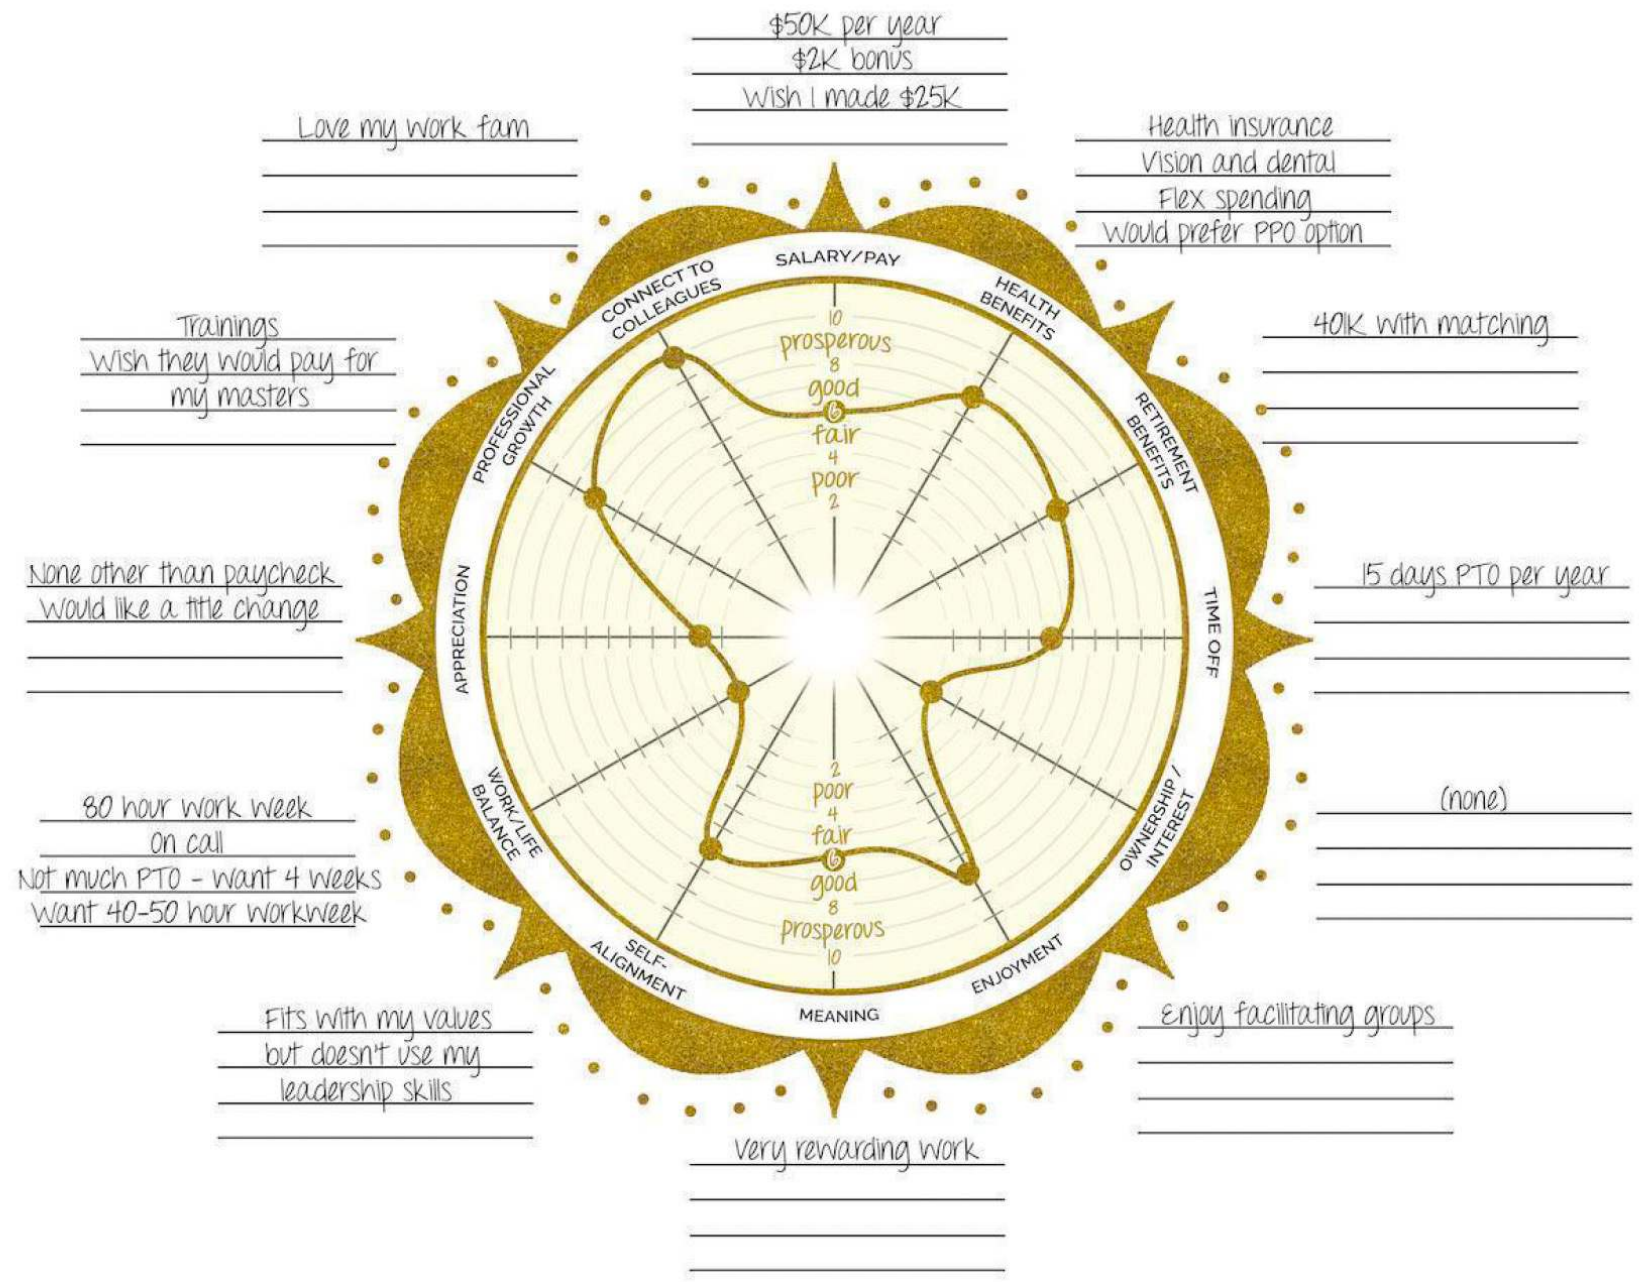 $50K per year
$2K bonus
Wish I made $25K
Love my work fam
Health insurance
Vision and dental
Flex spending
Would prefer PPO option
Trainings
Wish they would pay for
my masters
401K with matching
None other than paycheck
Would like a title change
15 days PTO per year
80 hour work week
On call
Not much PTO - Want 4 weeks
Want 40-50 hour workweek
(none)
Fits with my values
but doesn't use my
leadership skills
Enjoy facilitating groups
Very rewarding work
SALARY/PAY
HEALTH
BENEFITS
RETIREMENT
BENEFITS
TIME OFF
OWNERSHIP /
INTEREST
ENJOYMENT
MEANING
SELF-
ALIGNMENT
WORK/LIFE
BALANCE
APPRECIATION
PROFESSIONAL
GROWTH
CONNECT TO
COLLEAGUES
10
prosperous
8
good
6
fair
4
poor
2
2
poor
4
fair
6
good
8
prosperous
10